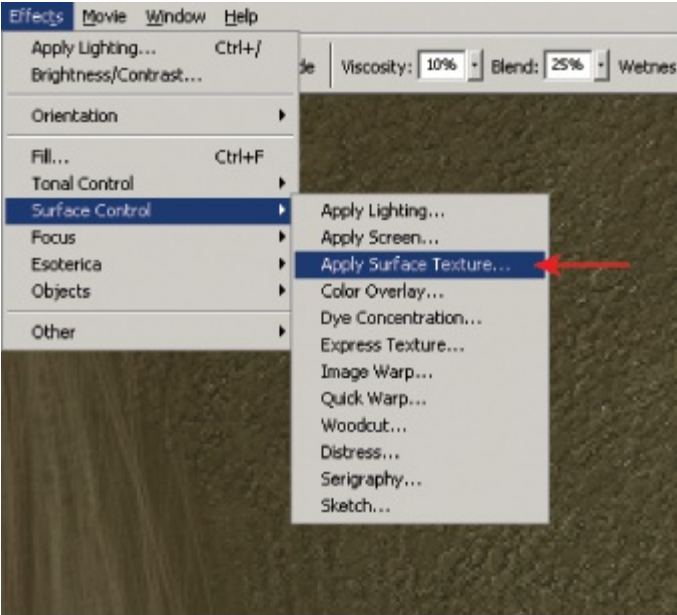 Effects Movie Window Help
Apply Lighting... Ctrl+/
Brightness/Contrast...
Orientation
Fill... Ctrl+F
Tonal Control
Surface Control
Focus
Esoterica
Objects
Other
de Viscosity: 10% Blend: 25% Wetnes
Apply Lighting...
Apply Screen...
Apply Surface Texture...
Color Overlay...
Dye Concentration...
Express Texture...
Image Warp...
Quick Warp...
Woodcut...
Distress...
Serigraphy...
Sketch...